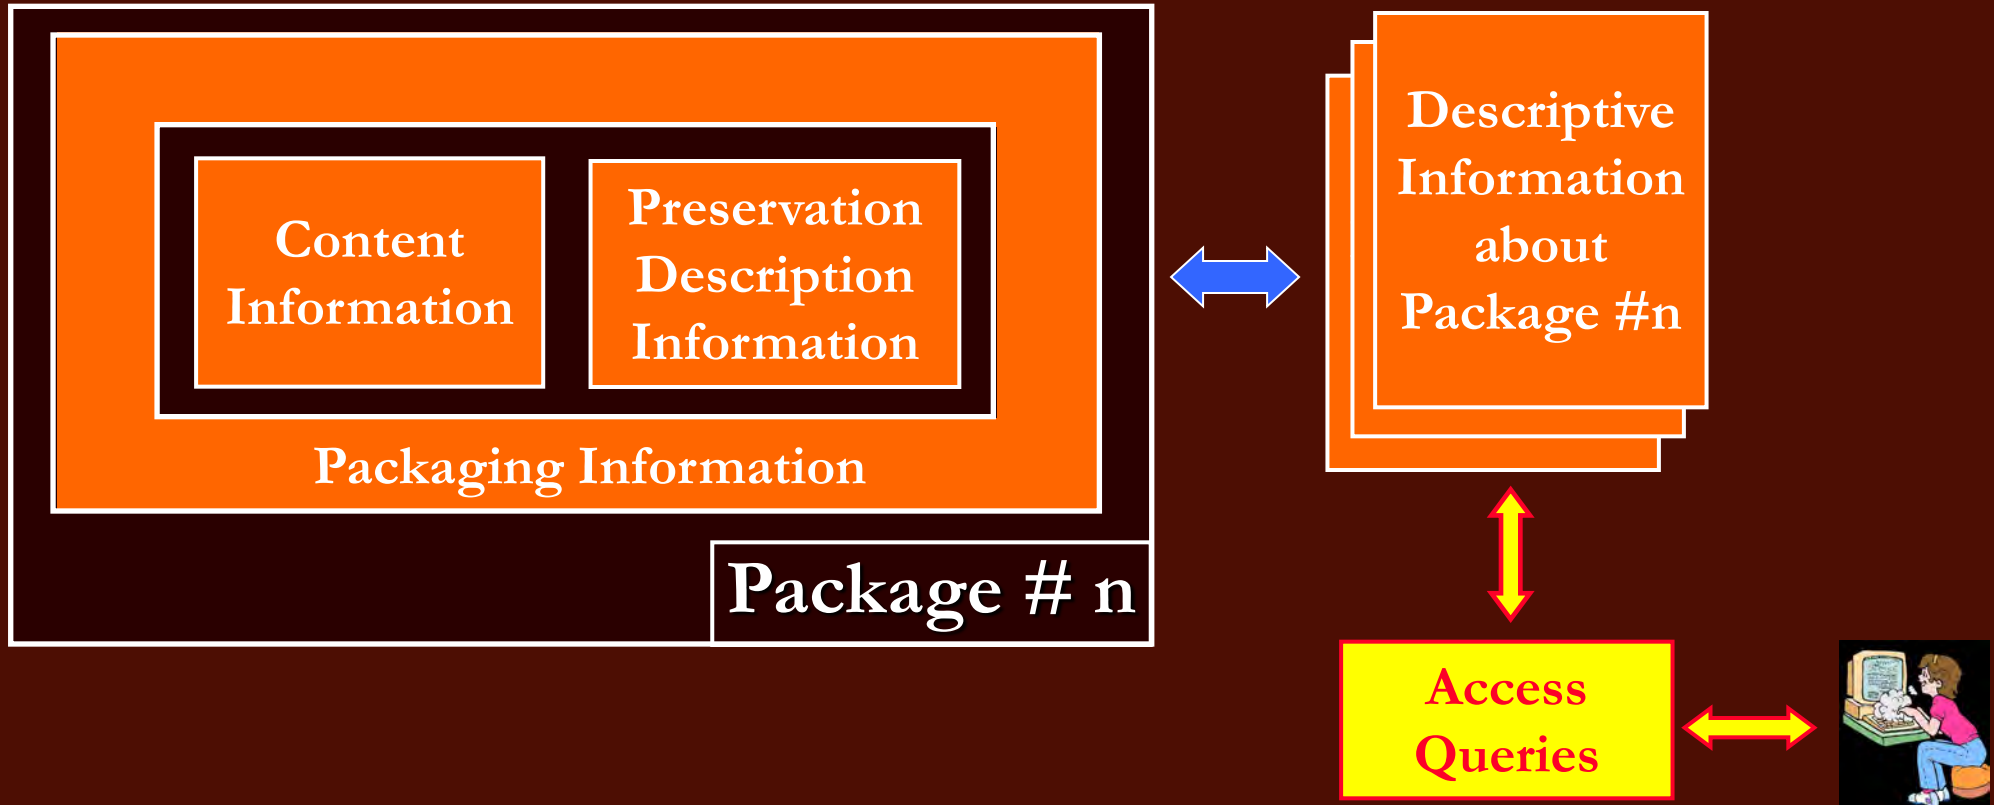 Content
Information
Preservation
Description
Information
Packaging Information
Package # n
Descriptive
Information
about
Package #n
Access
Queries